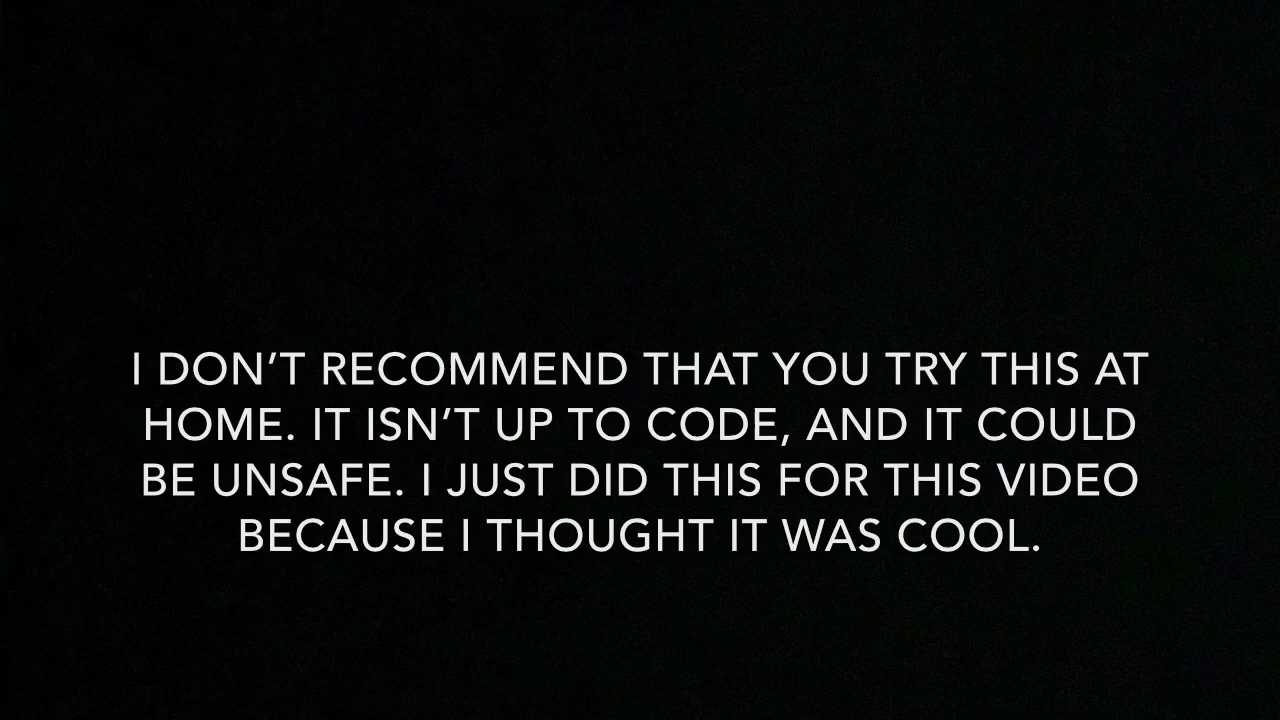 I DON’T RECOMMEND THAT YOU TRY THIS AT
HOME. IT ISN’T UP TO CODE, AND IT COULD
BE UNSAFE. I JUST DID THIS FOR THIS VIDEO
BECAUSE I THOUGHT IT WAS COOL.